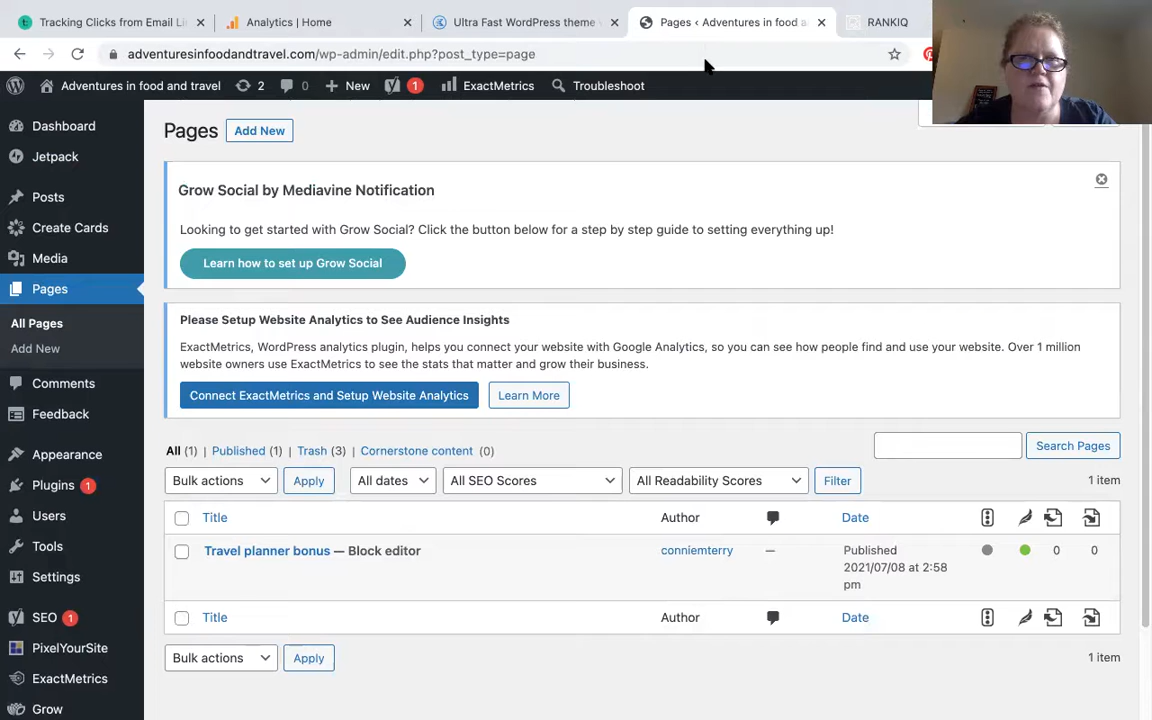 Tracking Clicks from Email Li
Analytics | Home
Ultra Fast WordPress theme
Pages ‹ Adventures in food a
RANKIQ
adventuresinfoodandtravel.com/wp-admin/edit.php?post_type=page
Adventures in food and travel 2 0 New 1 ExactMetrics Troubleshoot
Dashboard
Jetpack
Posts
Create Cards
Media
Pages
All Pages
Add New
Comments
Feedback
Appearance
Plugins 1
Users
Tools
Settings
SEO 1
PixelYourSite
ExactMetrics
Grow
Pages Add New
Grow Social by Mediavine Notification
Looking to get started with Grow Social? Click the button below for a step by step guide to setting everything up!
Learn how to set up Grow Social
Please Setup Website Analytics to See Audience Insights
ExactMetrics, WordPress analytics plugin, helps you connect your website with Google Analytics, so you can see how people find and use your website. Over 1 million
website owners use ExactMetrics to see the stats that matter and grow their business.
Connect ExactMetrics and Setup Website Analytics Learn More
All (1) | Published (1) | Trash (3) | Cornerstone content (0)
Search Pages
Bulk actions Apply All dates All SEO Scores All Readability Scores Filter 1 item
Title Author Date
Travel planner bonus — Block editor conniemterry — Published 0 0
2021/07/08 at 2:58
pm
Title Author Date
Bulk actions Apply 1 item